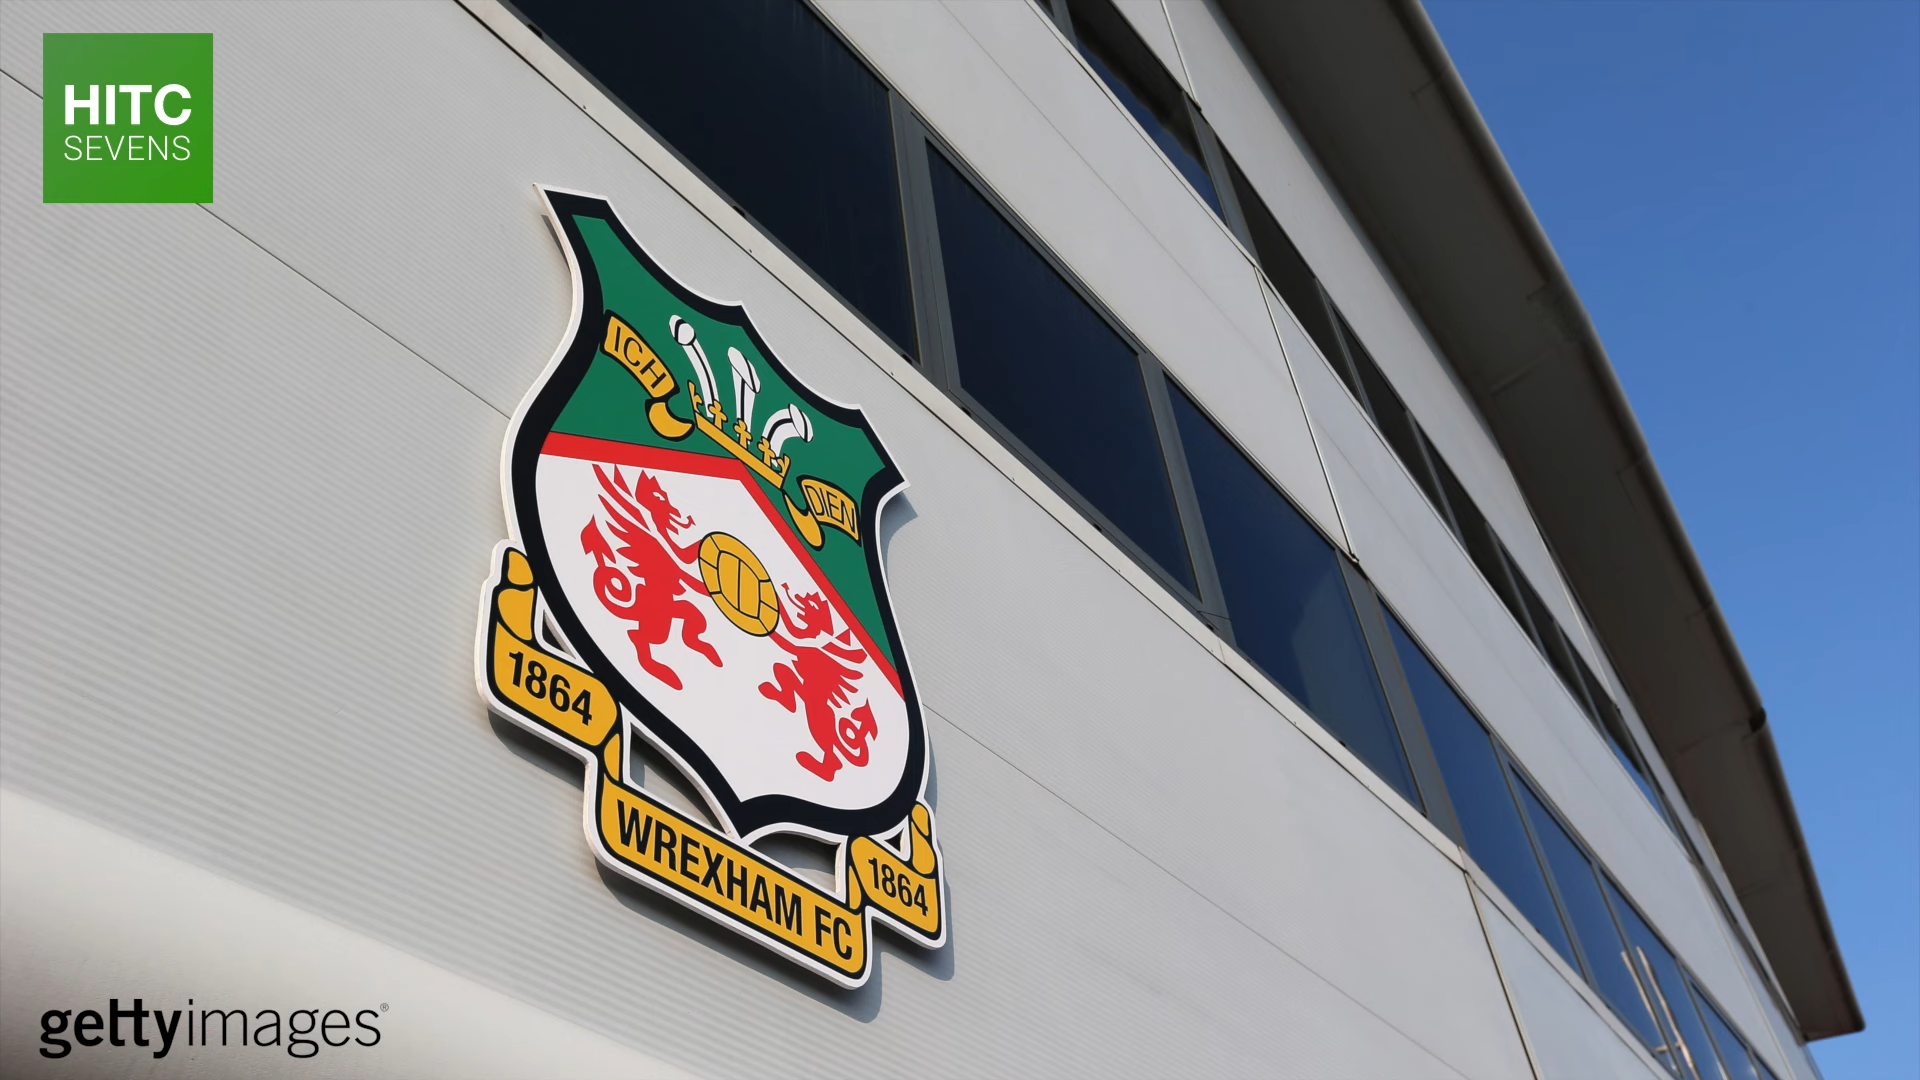 HITC
SEVENS
ICH
DIEN
1864
WREXHAM FC
1864
gettyimages®